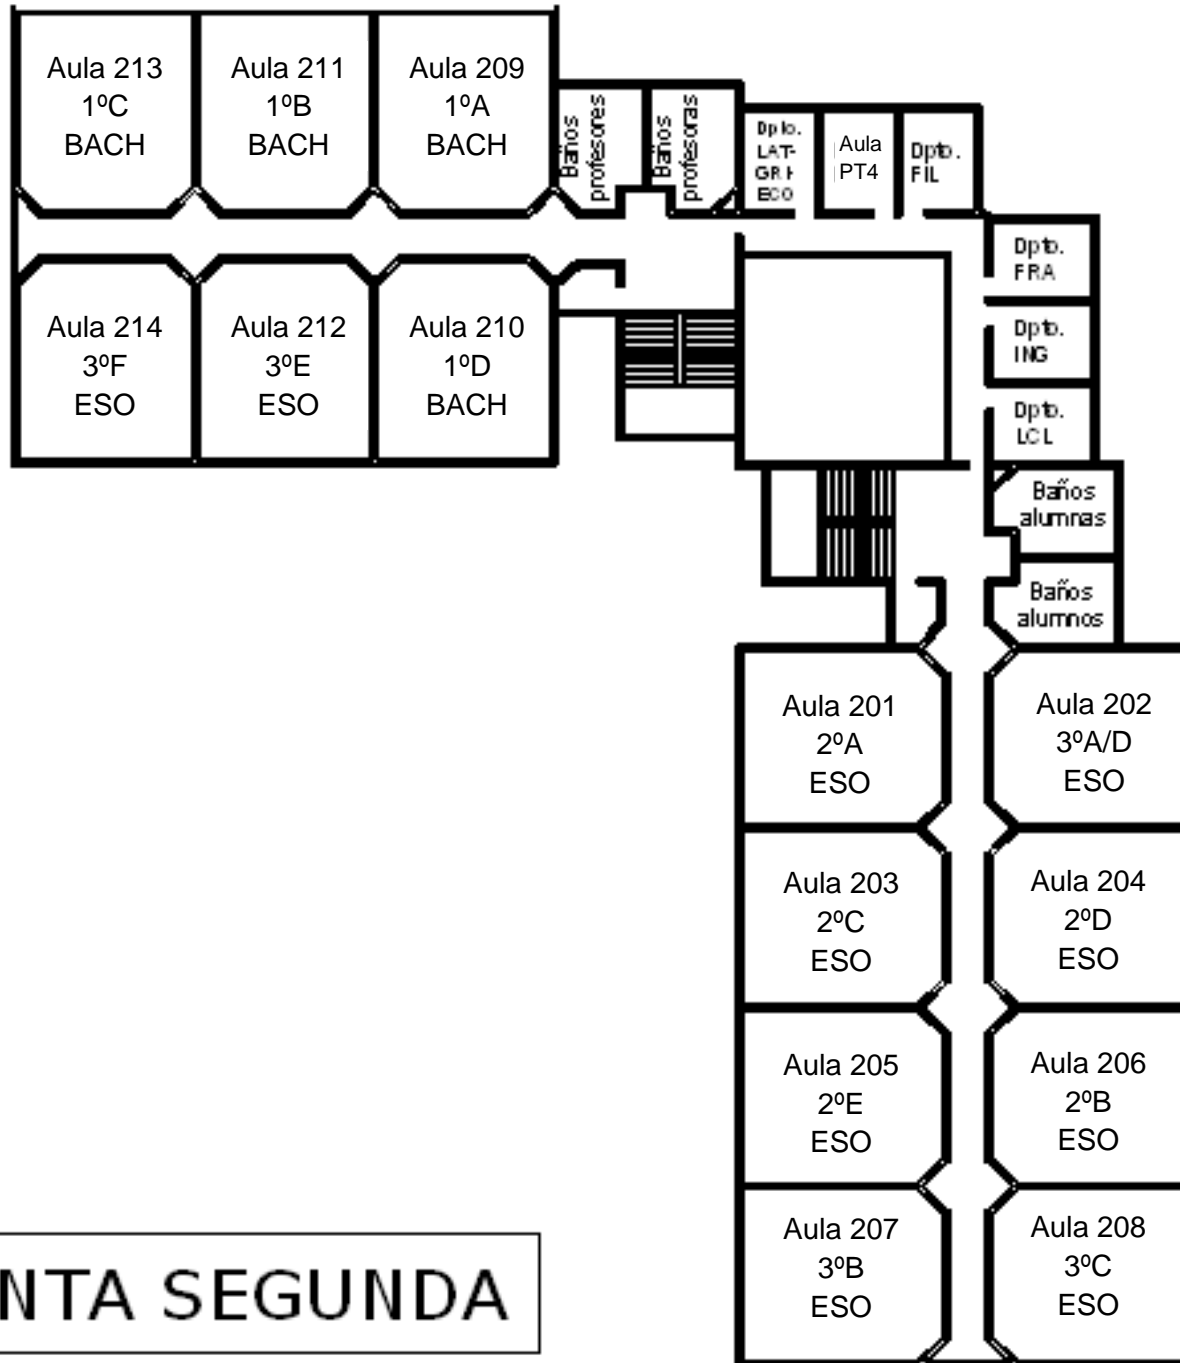 Aula 213
1ºC
BACH
Aula 211
1ºB
BACH
Aula 209
1ºA
BACH
Baños
profesores
Baños
profesoras
Dpto.
LAT-
GRI-
ECO
Aula
PT4
Dpto.
FIL
Dpto.
FRA
Dpto.
ING
Dpto.
LCL
Aula 214
3ºF
ESO
Aula 212
3ºE
ESO
Aula 210
1ºD
BACH
Baños
alumnas
Baños
alumnos
Aula 201
2ºA
ESO
Aula 202
3ºA/D
ESO
Aula 203
2ºC
ESO
Aula 204
2ºD
ESO
Aula 205
2ºE
ESO
Aula 206
2ºB
ESO
Aula 207
3ºB
ESO
Aula 208
3ºC
ESO
NTA SEGUNDA